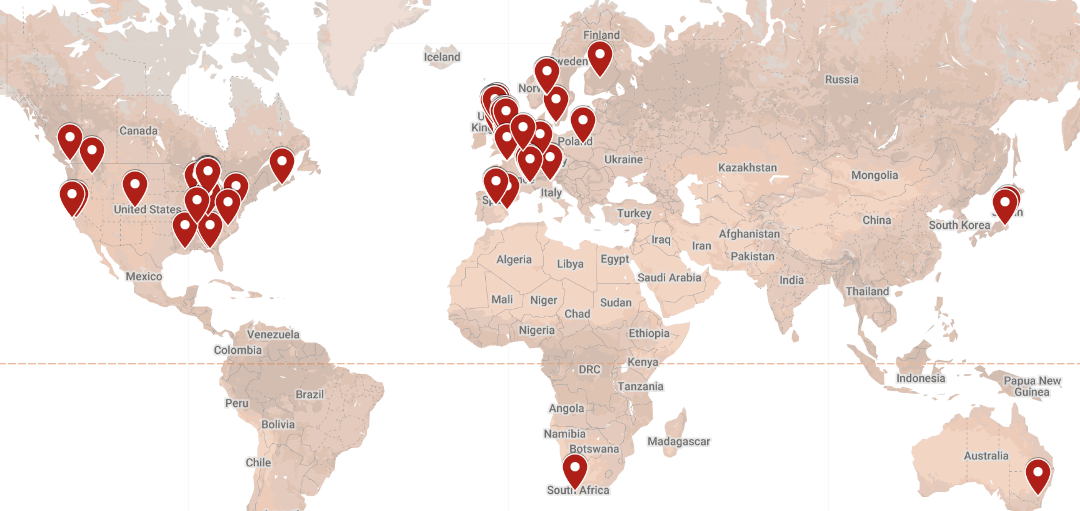 Finland
Iceland
Sweden
Norw
Russia
Canada
U
King
Poland
Ukraine
Kazakhstan
Mongolia
United States
Italy
Sp
Turkey
China
South Korea
Afghanistan
Iraq
Iran
Pakistan
Algeria
Libya
Egypt
Saudi Arabia
India
Mexico
Thailand
Mali
Niger
Chad
Sudan
Nigeria
Ethiopia
Venezuela
Colombia
DRC
Kenya
Tanzania
Indonesia
Papua New
Guinea
Peru
Brazil
Angola
Bolivia
Namibia
Botswana
Madagascar
Chile
Australia
South Africa